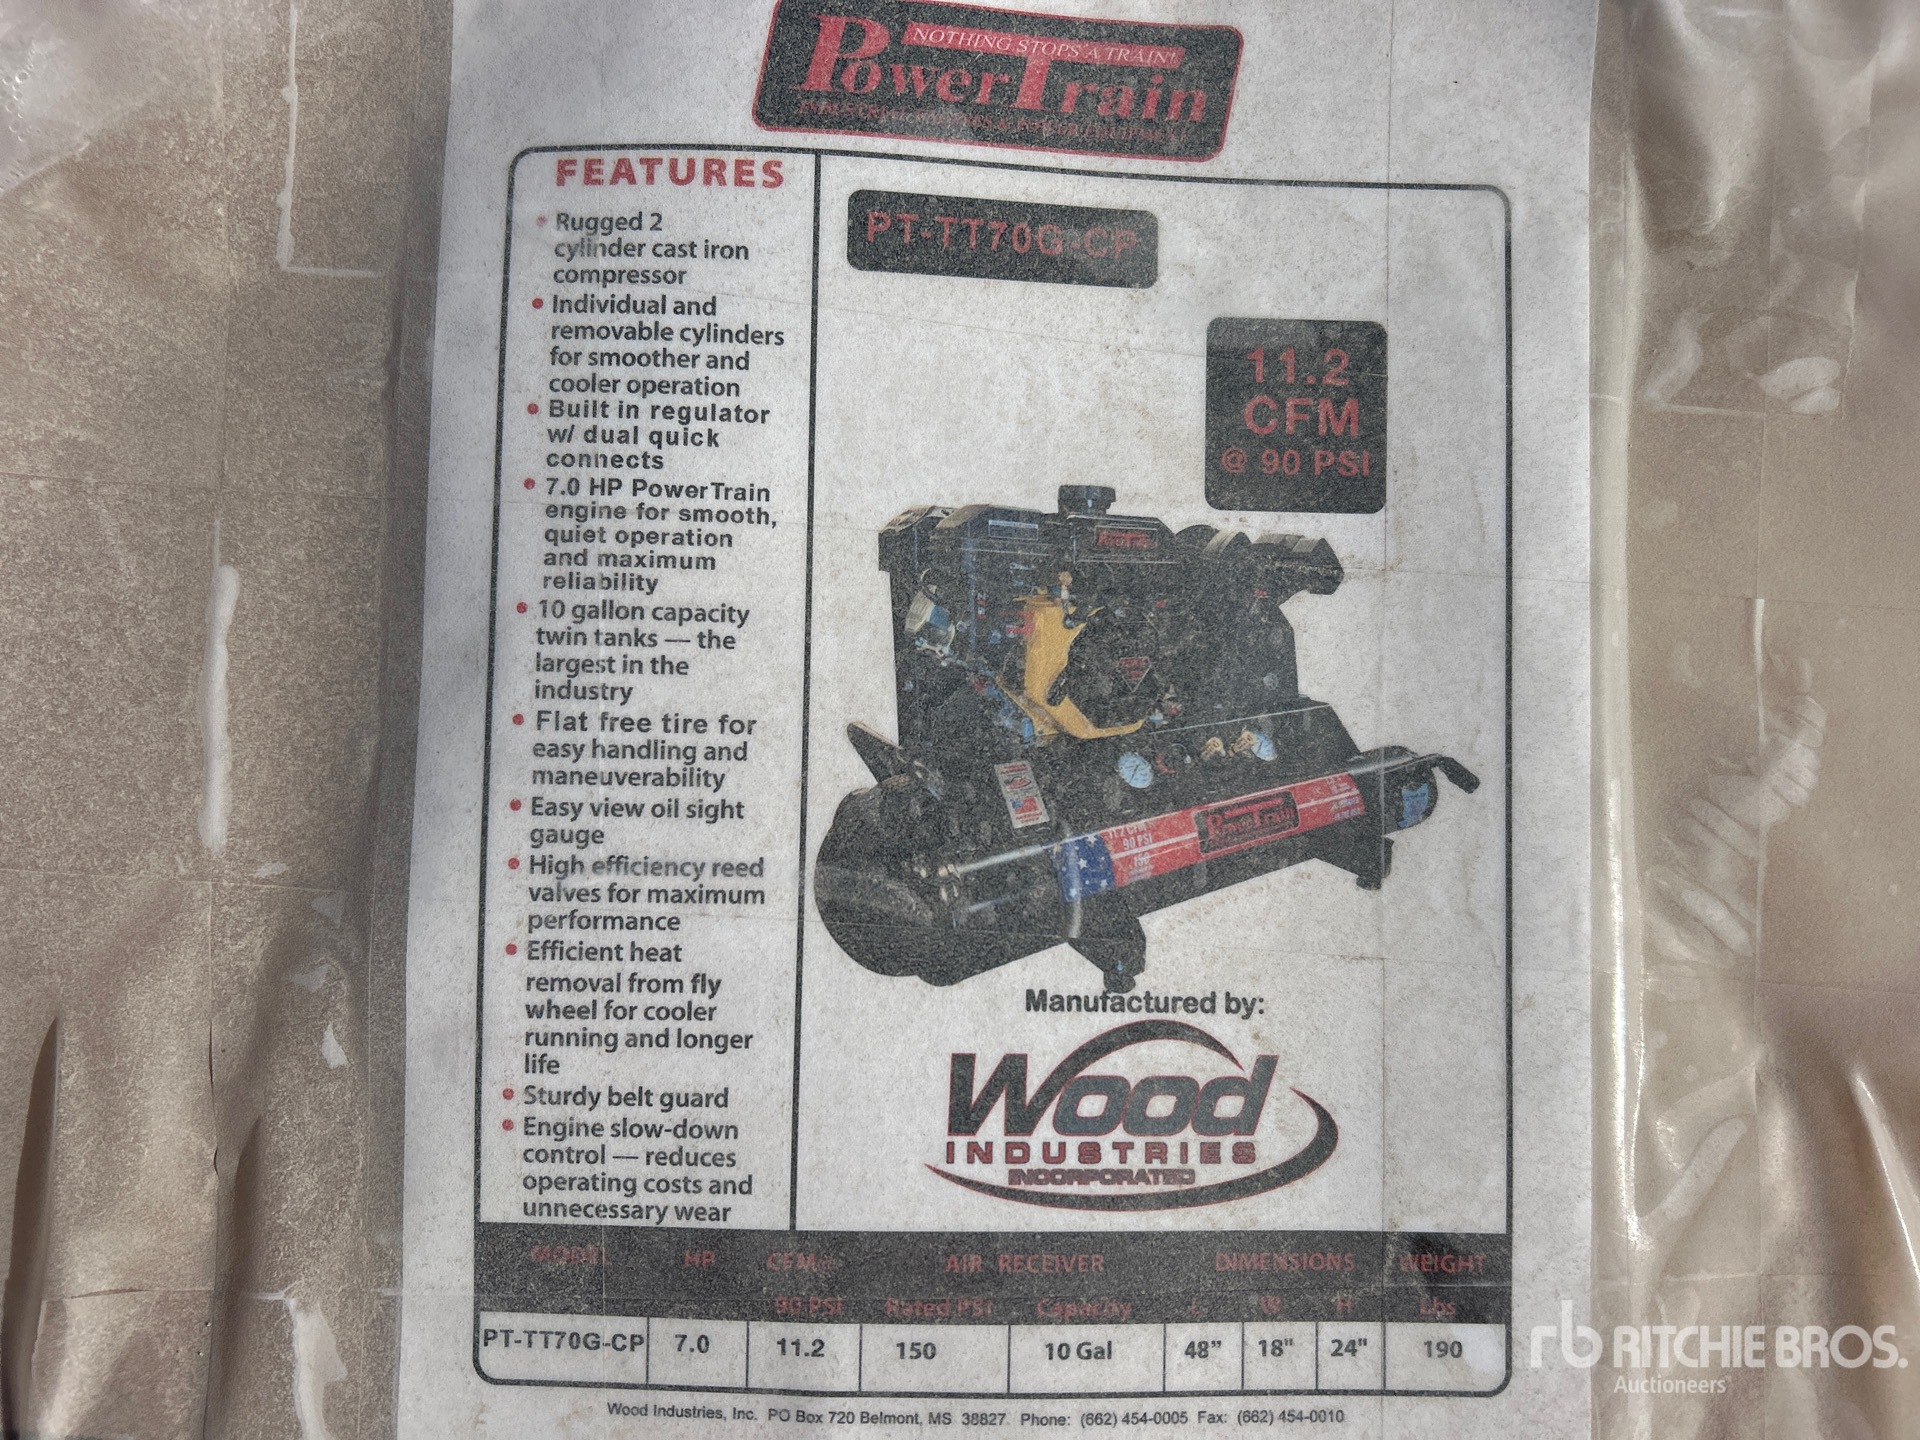 NOTHING STOPS A TRAIN!
PowerTrain
FEATURES
• Rugged 2
cylinder cast iron
compressor
• Individual and
removable cylinders
for smoother and
cooler operation
• Built in regulator
w/ dual quick
connects
• 7.0 HP PowerTrain
engine for smooth,
quiet operation
and maximum
reliability
• 10 gallon capacity
twin tanks — the
largest in the
industry
• Flat free tire for
easy handling and
maneuverability
• Easy view oil sight
gauge
• High efficiency reed
valves for maximum
performance
• Efficient heat
removal from fly
wheel for cooler
running and longer
life
• Sturdy belt guard
• Engine slow-down
control — reduces
operating costs and
unnecessary wear
PT-TT70G-CP
11.2
CFM
@ 90 PSI
11.2 CFM
90 PSI
150
PowerTrain
Manufactured by:
Wood
INDUSTRIES
INCORPORATED
MODEL HP CFM @ AIR RECEIVER DIMENSIONS WEIGHT
90 PSI Rated PSI Capacity L W H Lbs
PT-TT70G-CP 7.0 11.2 150 10 Gal 48” 18" 24" 190
Wood Industries, Inc. PO Box 720 Belmont, MS 38827 Phone: (662) 454-0005 Fax: (662) 454-0010
rb RITCHIE BROS.
Auctioneers